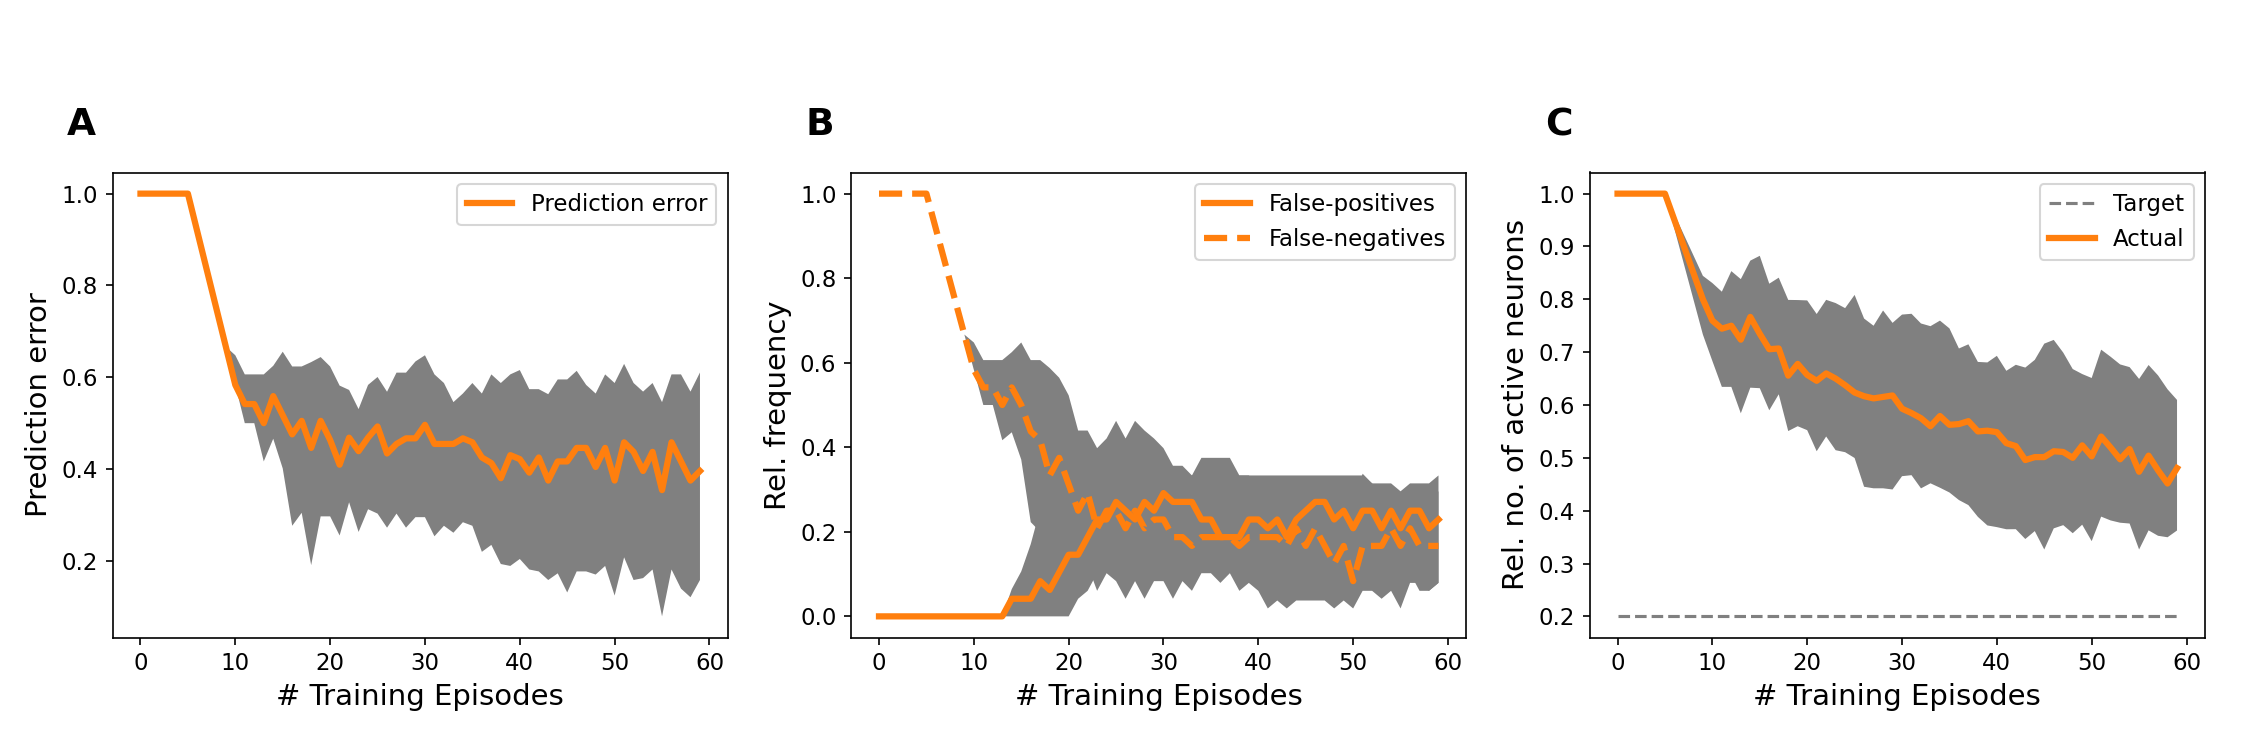 A
Prediction error
1.0
0.8
0.6
0.4
0.2
Prediction error
0 10 20 30 40 50 60
# Training Episodes
B
Rel. frequency
1.0
0.8
0.6
0.4
0.2
0.0
False-positives
False-negatives
0 10 20 30 40 50 60
# Training Episodes
C
Rel. no. of active neurons
1.0
0.9
0.8
0.7
0.6
0.5
0.4
0.3
0.2
Target
Actual
0 10 20 30 40 50 60
# Training Episodes